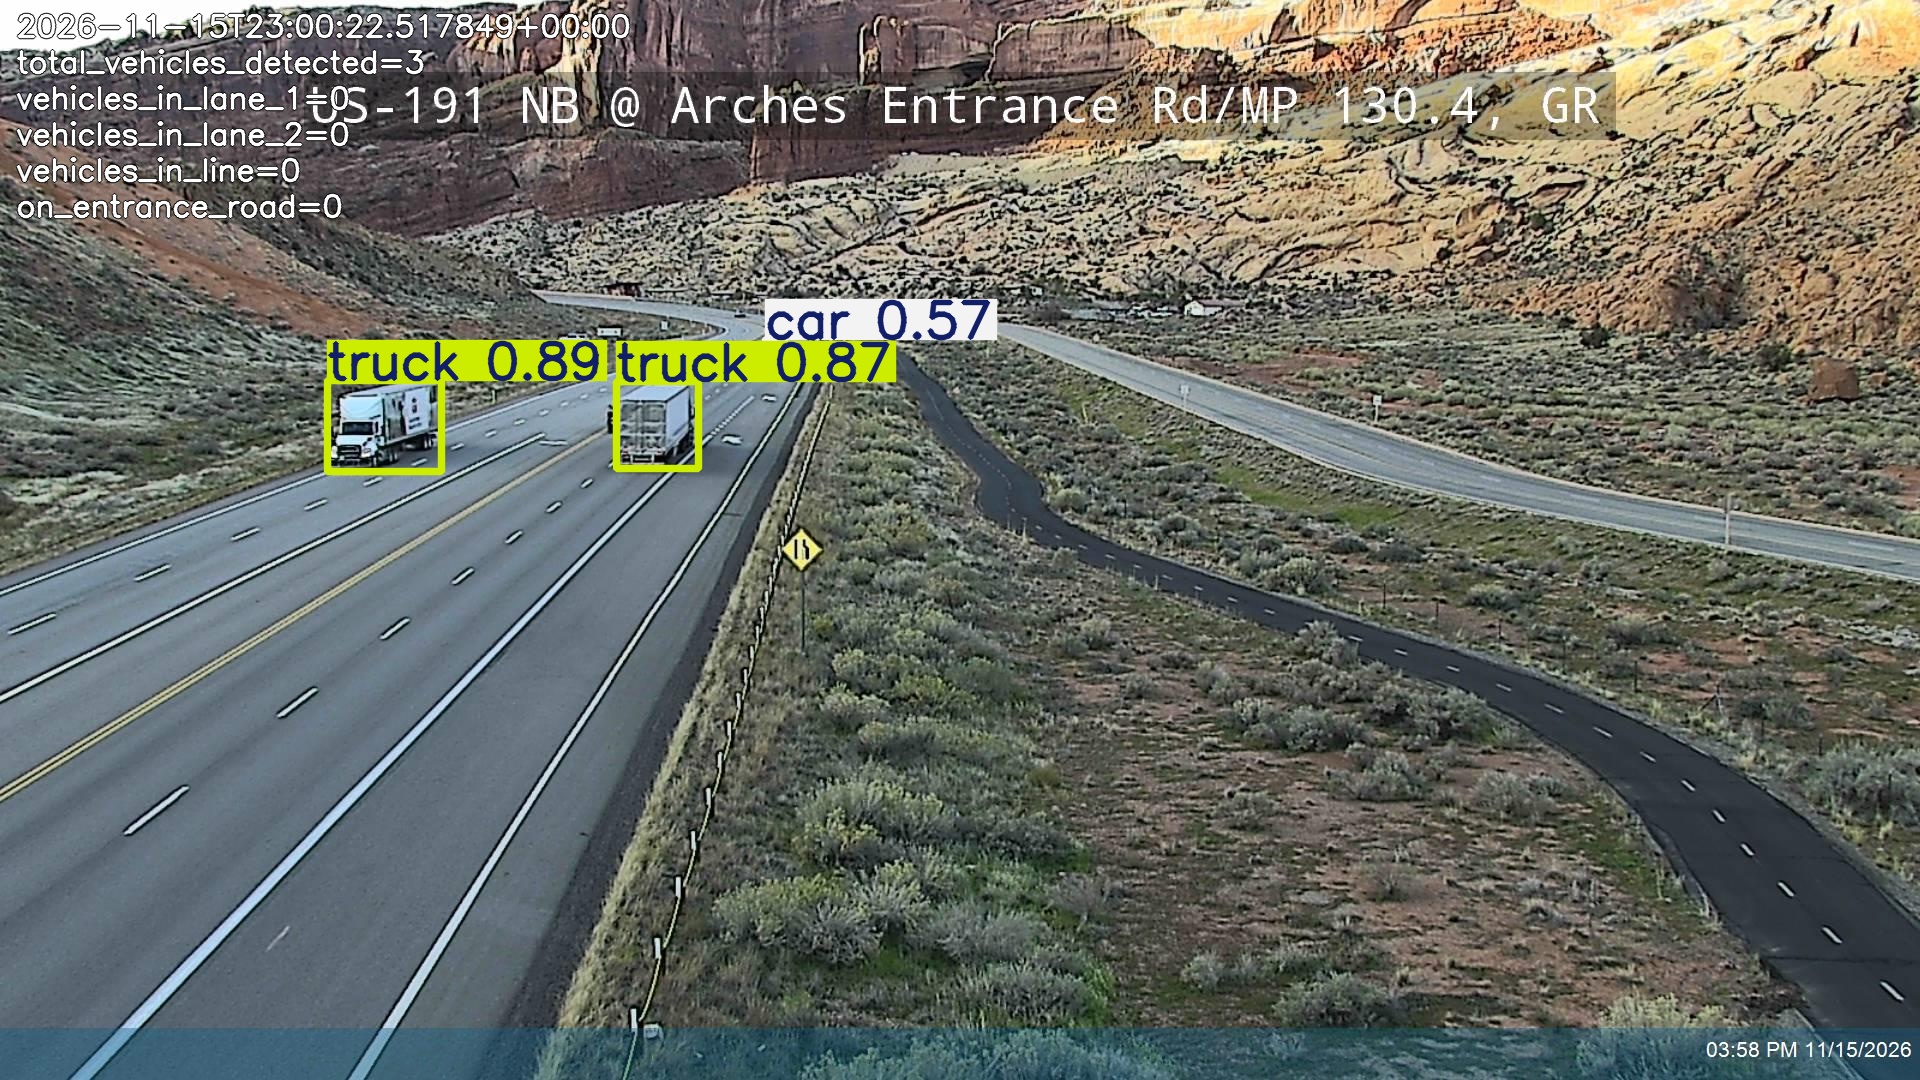 2026-11-15T23:00:22.517849+00:00
total_vehicles_detected=3
vehicles_in_lane_1=0
US-191 NB @ Arches Entrance Rd/MP 130.4, GR
vehicles_in_lane_2=0
vehicles_in_line=0
on_entrance_road=0
car 0.57
truck 0.89
truck 0.87
03:58 PM 11/15/2026